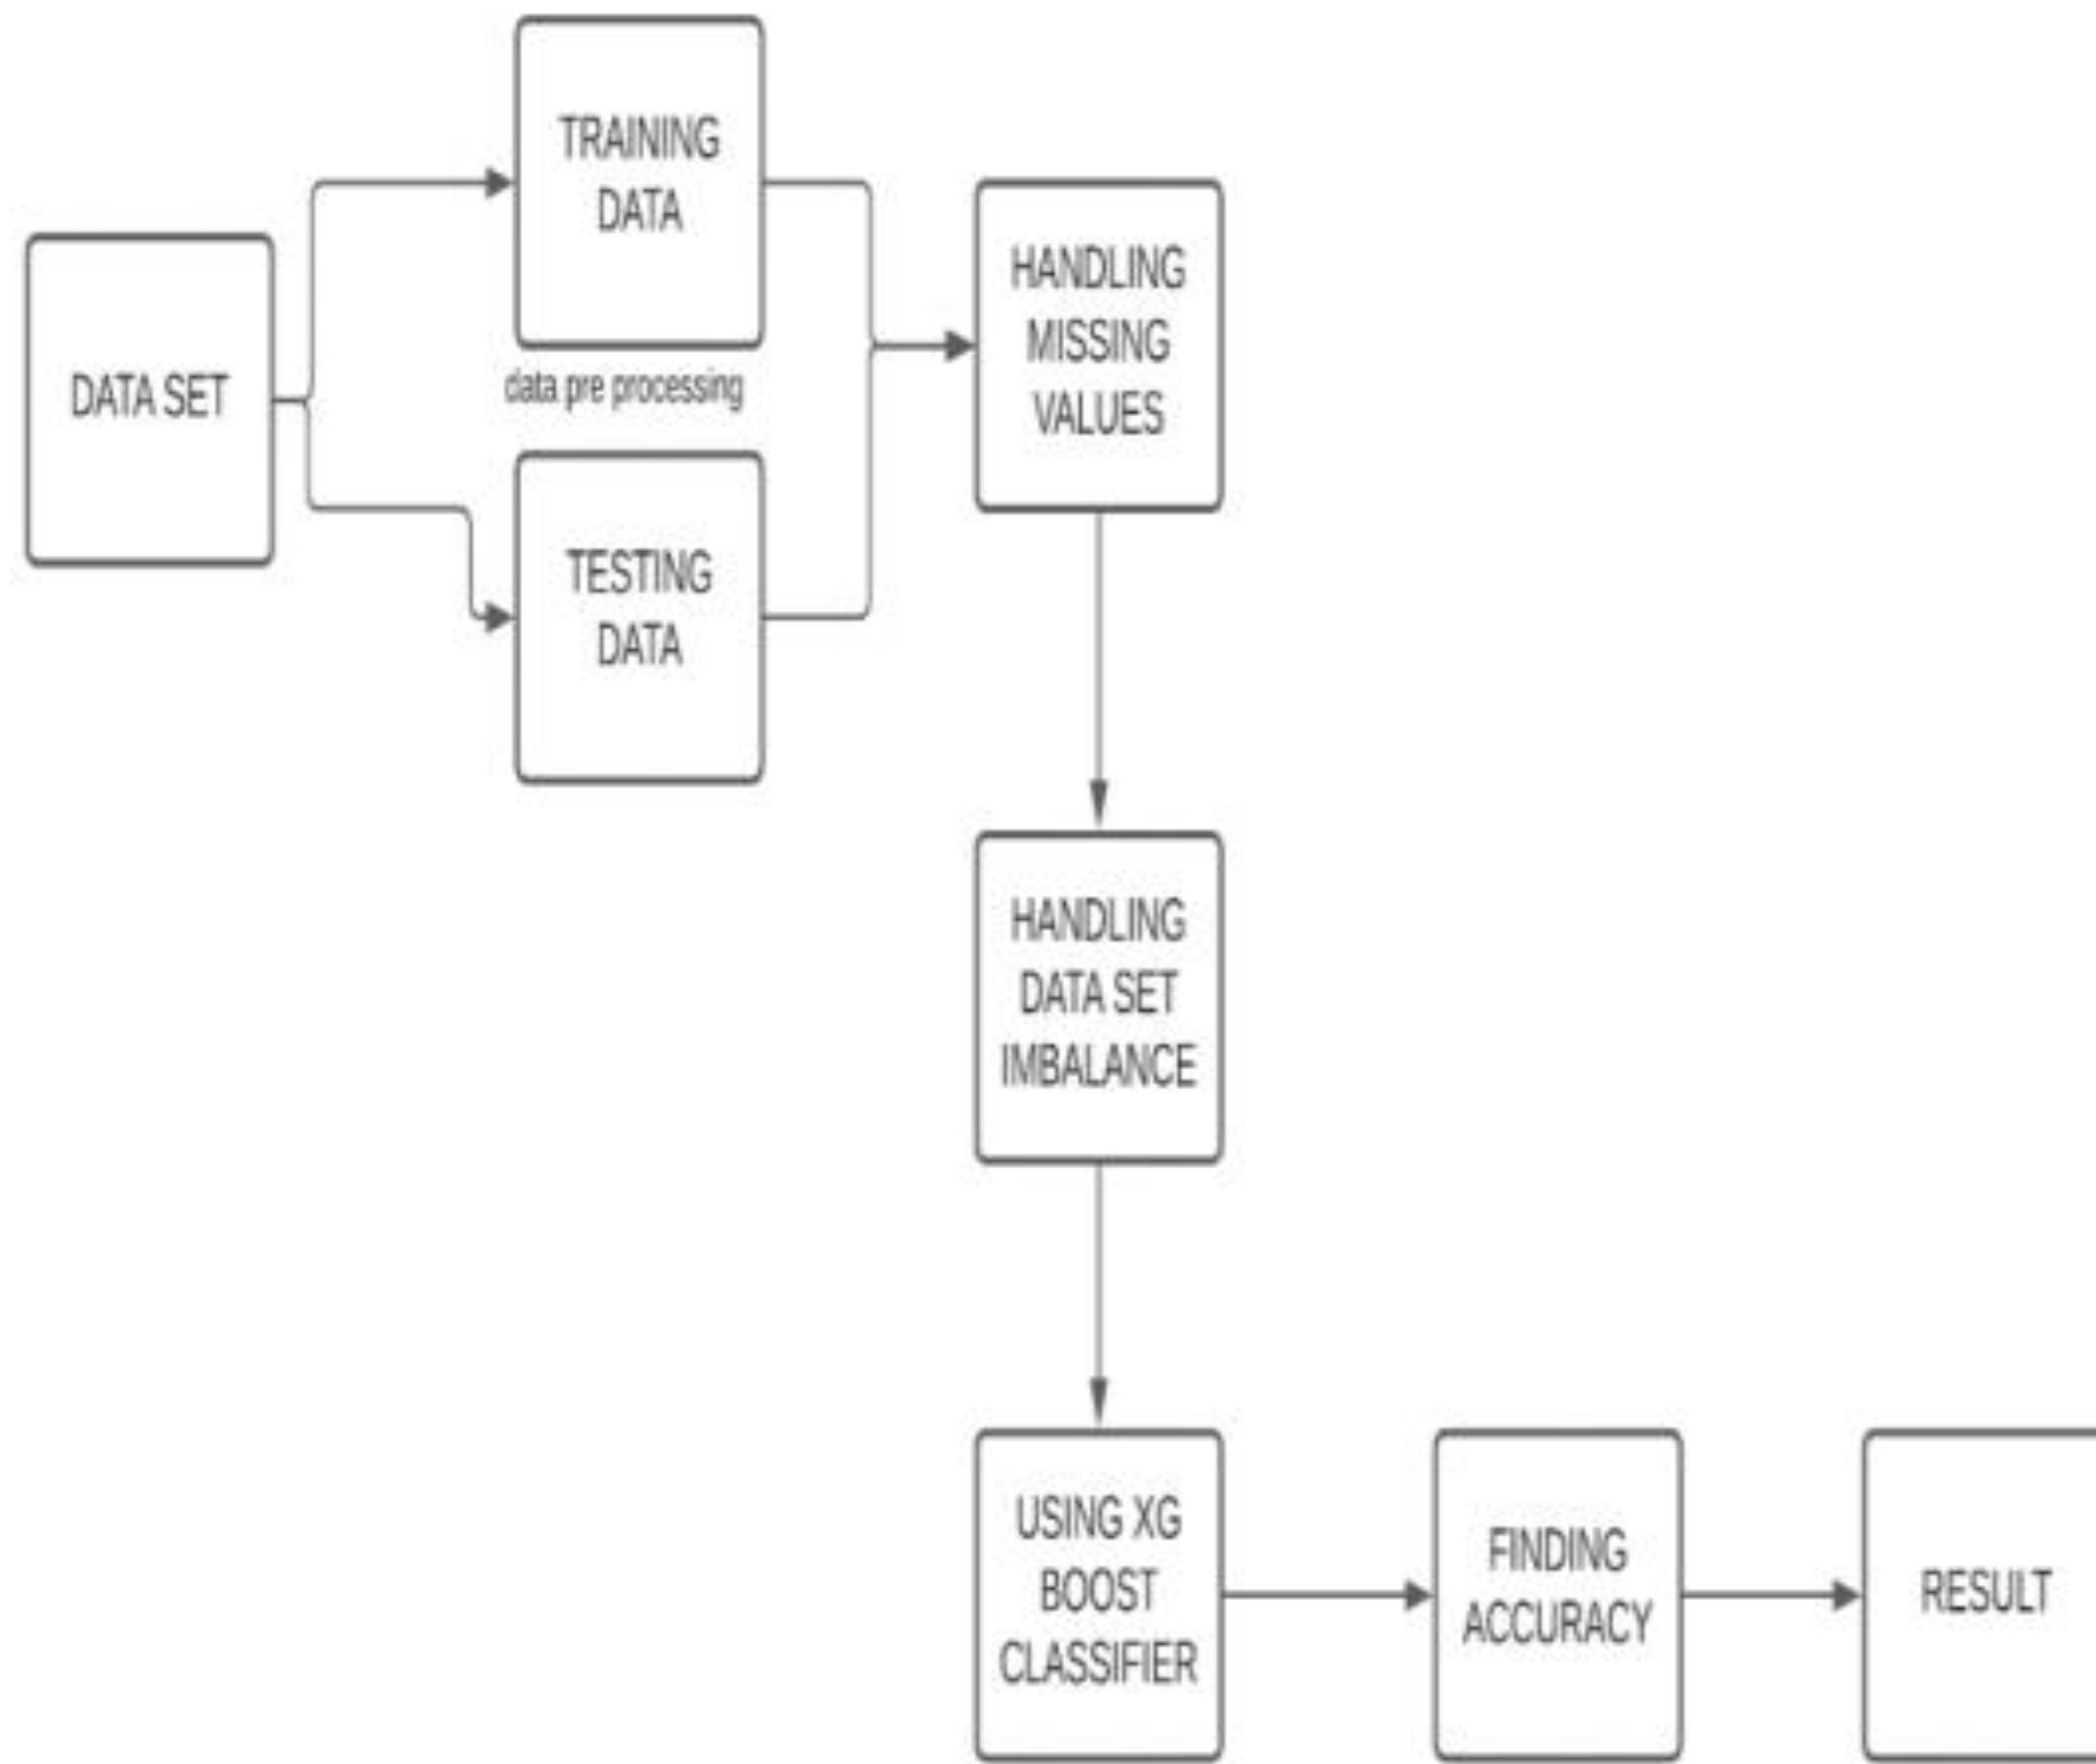 DATA SET
TRAINING
DATA
data pre processing
TESTING
DATA
HANDLING
MISSING
VALUES
HANDLING
DATA SET
IMBALANCE
USING XG
BOOST
CLASSIFIER
FINDING
ACCURACY
RESULT